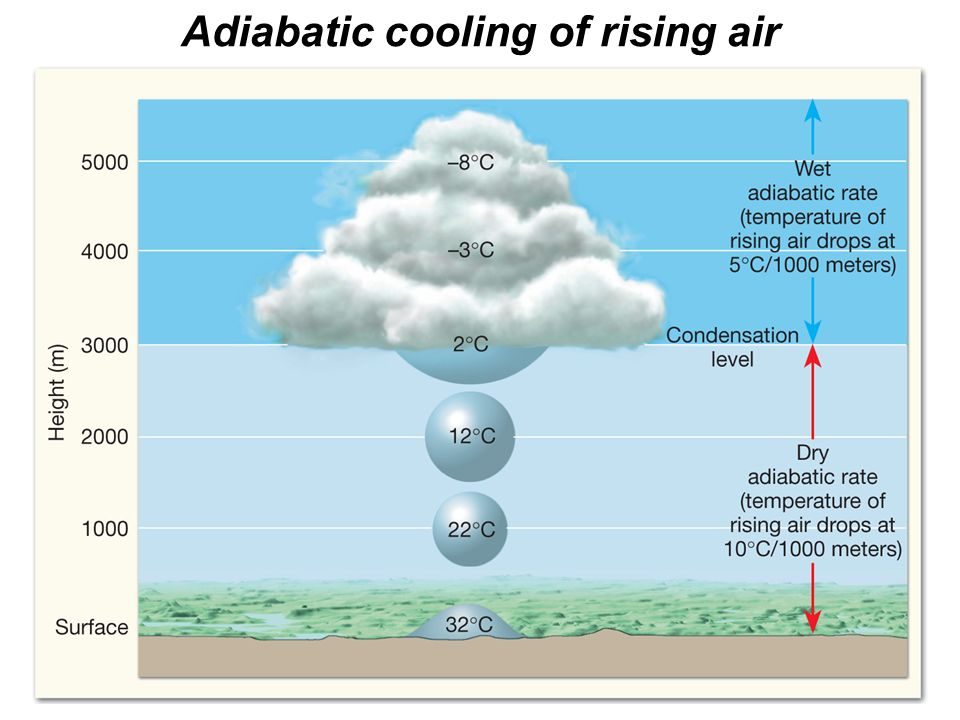 Adiabatic cooling of rising air
Height (m)
5000
4000
3000
2000
1000
Surface
–8°C
–3°C
2°C
12°C
22°C
32°C
Wet
adiabatic rate
(temperature of
rising air drops at
5°C/1000 meters)
Condensation
level
Dry
adiabatic rate
(temperature of
rising air drops at
10°C/1000 meters)